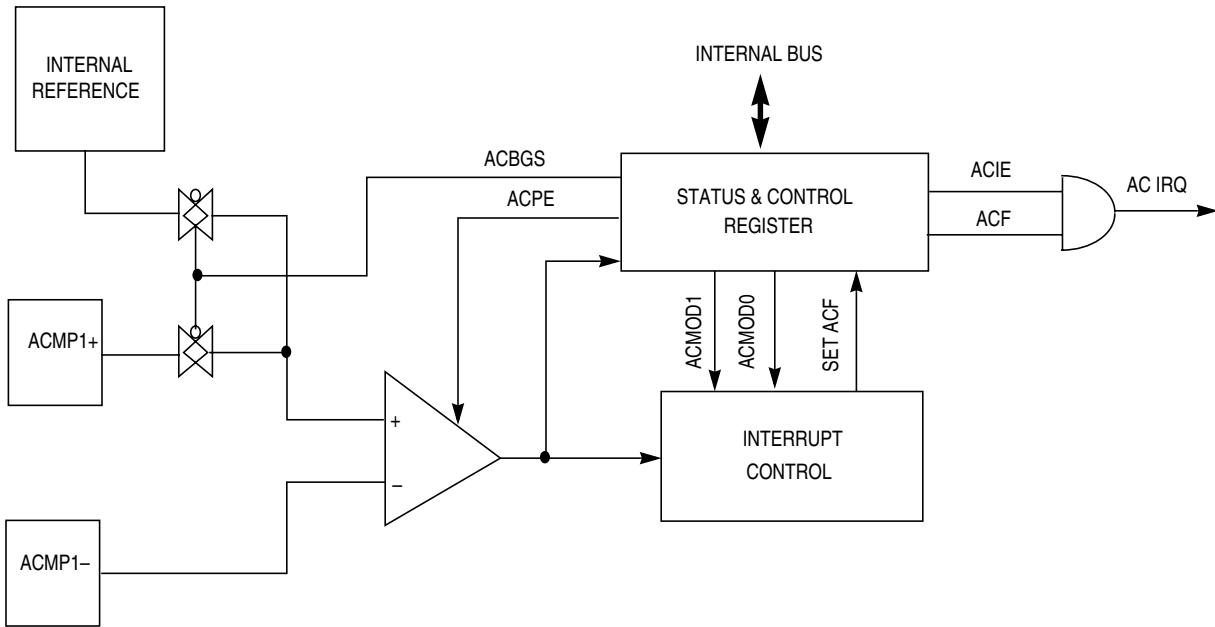 INTERNAL
REFERENCE
INTERNAL BUS
ACBGS
ACPE
STATUS & CONTROL
REGISTER
ACIE
ACF
AC IRQ
ACMP1+
ACMOD1
ACMOD0
SET ACF
+
–
INTERRUPT
CONTROL
ACMP1–